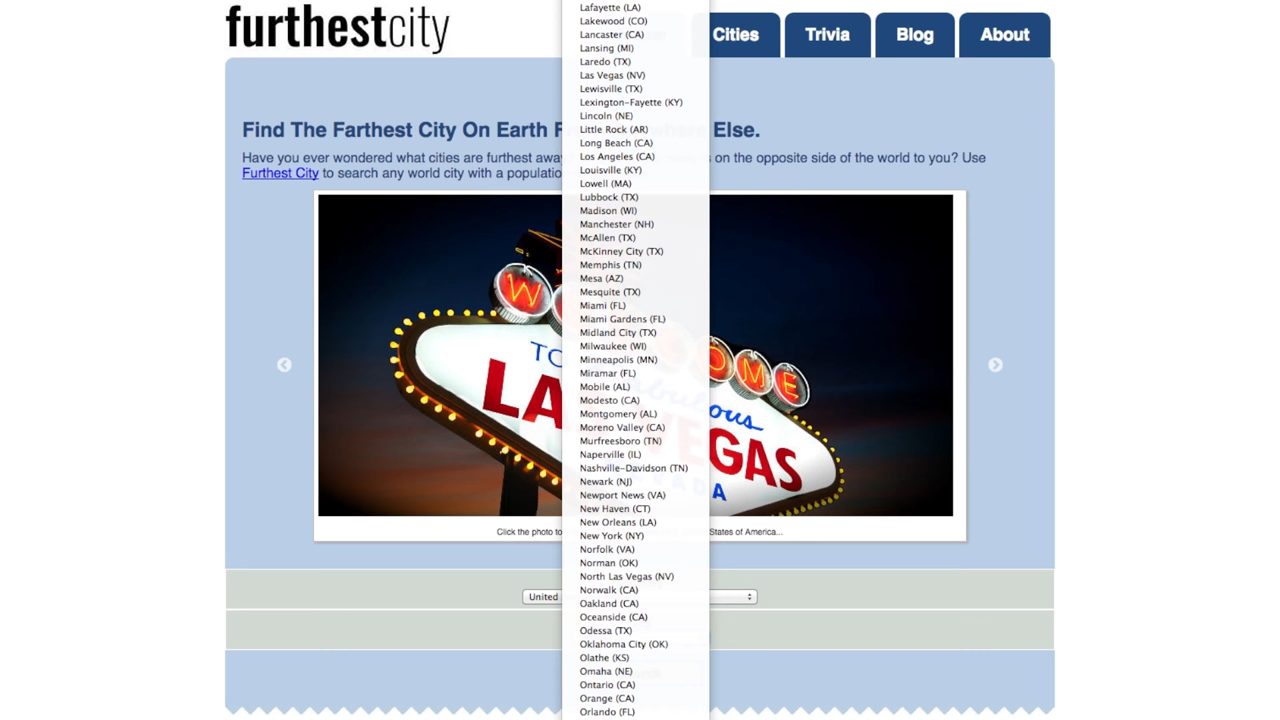 furthestcity
Cities
Trivia
Blog
About
Find The Farthest City On Earth F
Else.
Have you ever wondered what cities are furthest
on the opposite side of the world to you? Use
Furthest City to search any world city with a
W
OME
TO
LA
ous
VEGAS
VADA
Click the photo
States of America...
United
Lafayette (LA)
Lakewood (CO)
Lancaster (CA)
Lansing (MI)
Laredo (TX)
Las Vegas (NV)
Lewisville (TX)
Lexington-Fayette (KY)
Lincoln (NE)
Little Rock (AR)
Long Beach (CA)
Los Angeles (CA)
Louisville (KY)
Lowell (MA)
Lubbock (TX)
Madison (WI)
Manchester (NH)
McAllen (TX)
McKinney City (TX)
Memphis (TN)
Mesa (AZ)
Mesquite (TX)
Miami (FL)
Miami Gardens (FL)
Midland City (TX)
Milwaukee (WI)
Minneapolis (MN)
Miramar (FL)
Mobile (AL)
Modesto (CA)
Montgomery (AL)
Moreno Valley (CA)
Murfreesboro (TN)
Naperville (IL)
Nashville-Davidson (TN)
Newark (NJ)
Newport News (VA)
New Haven (CT)
New Orleans (LA)
New York (NY)
Norfolk (VA)
Norman (OK)
North Las Vegas (NV)
Norwalk (CA)
Oakland (CA)
Oceanside (CA)
Odessa (TX)
Oklahoma City (OK)
Olathe (KS)
Omaha (NE)
Ontario (CA)
Orange (CA)
Orlando (FL)